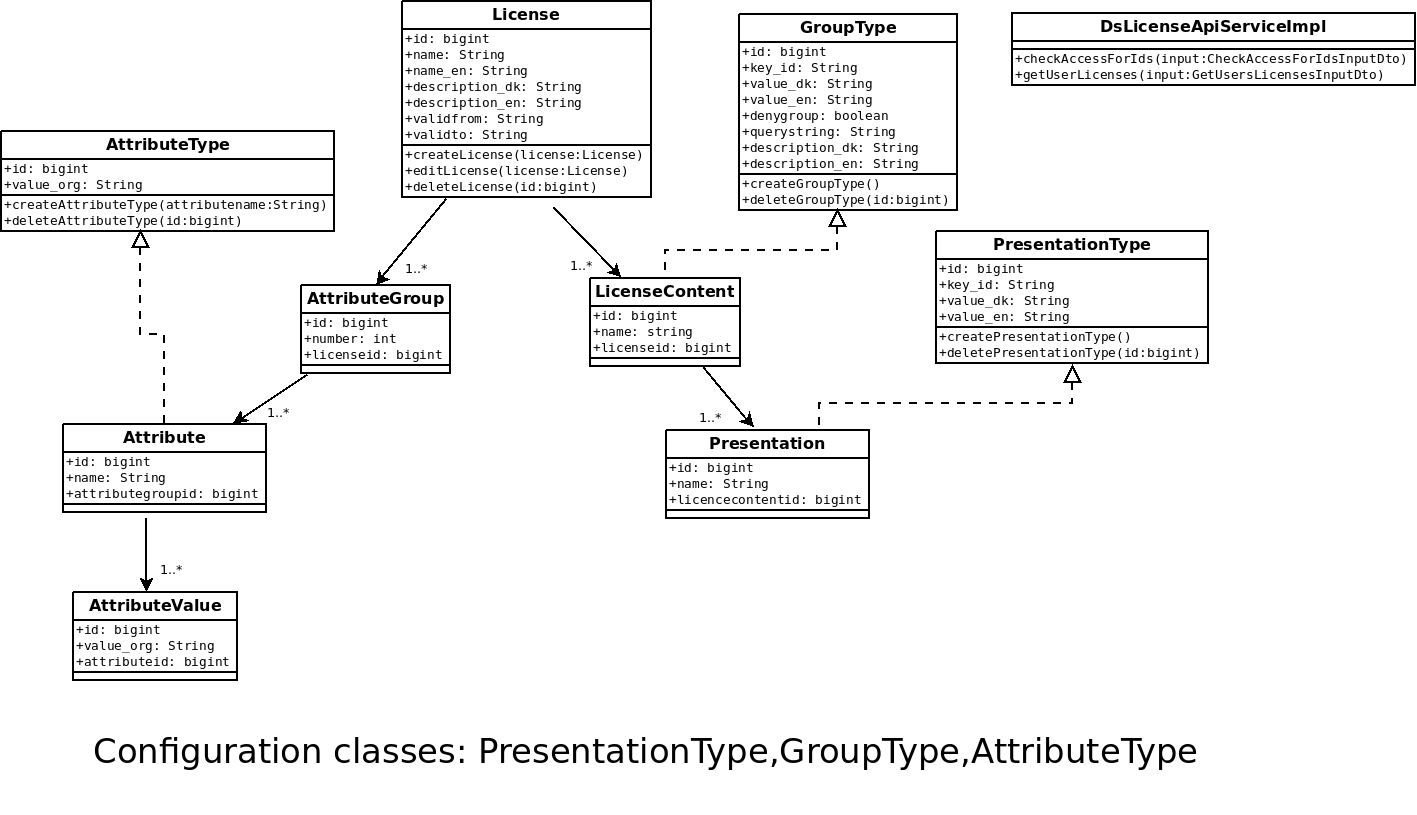 License
+id: bigint
+name: String
+name_en: String
+description_dk: String
+description_en: String
+validfrom: String
+validto: String
+createLicense(license:License)
+editLicense(license:License)
+deleteLicense(id:bigint)
GroupType
+id: bigint
+key_id: String
+value_dk: String
+value_en: String
+denygroup: boolean
+querystring: String
+description_dk: String
+description_en: String
+createGroupType()
+deleteGroupType(id:bigint)
DsLicenseApiServiceImpl
+checkAccessForIds(input:CheckAccessForIdsInputDto)
+getUserLicenses(input:GetUsersLicensesInputDto)
AttributeType
+id: bigint
+value_org: String
+createAttributeType(attributename:String)
+deleteAttributeType(id:bigint)
PresentationType
+id: bigint
+key_id: String
+value_dk: String
+value_en: String
+createPresentationType()
+deletePresentationType(id:bigint)
1..*
1..*
AttributeGroup
+id: bigint
+number: int
+licenseid: bigint
LicenseContent
+id: bigint
+name: string
+licenseid: bigint
1..*
1..*
Attribute
+id: bigint
+name: String
+attributegroupid: bigint
Presentation
+id: bigint
+name: String
+licencecontentid: bigint
1..*
AttributeValue
+id: bigint
+value_org: String
+attributeid: bigint
Configuration classes: PresentationType,GroupType,AttributeType